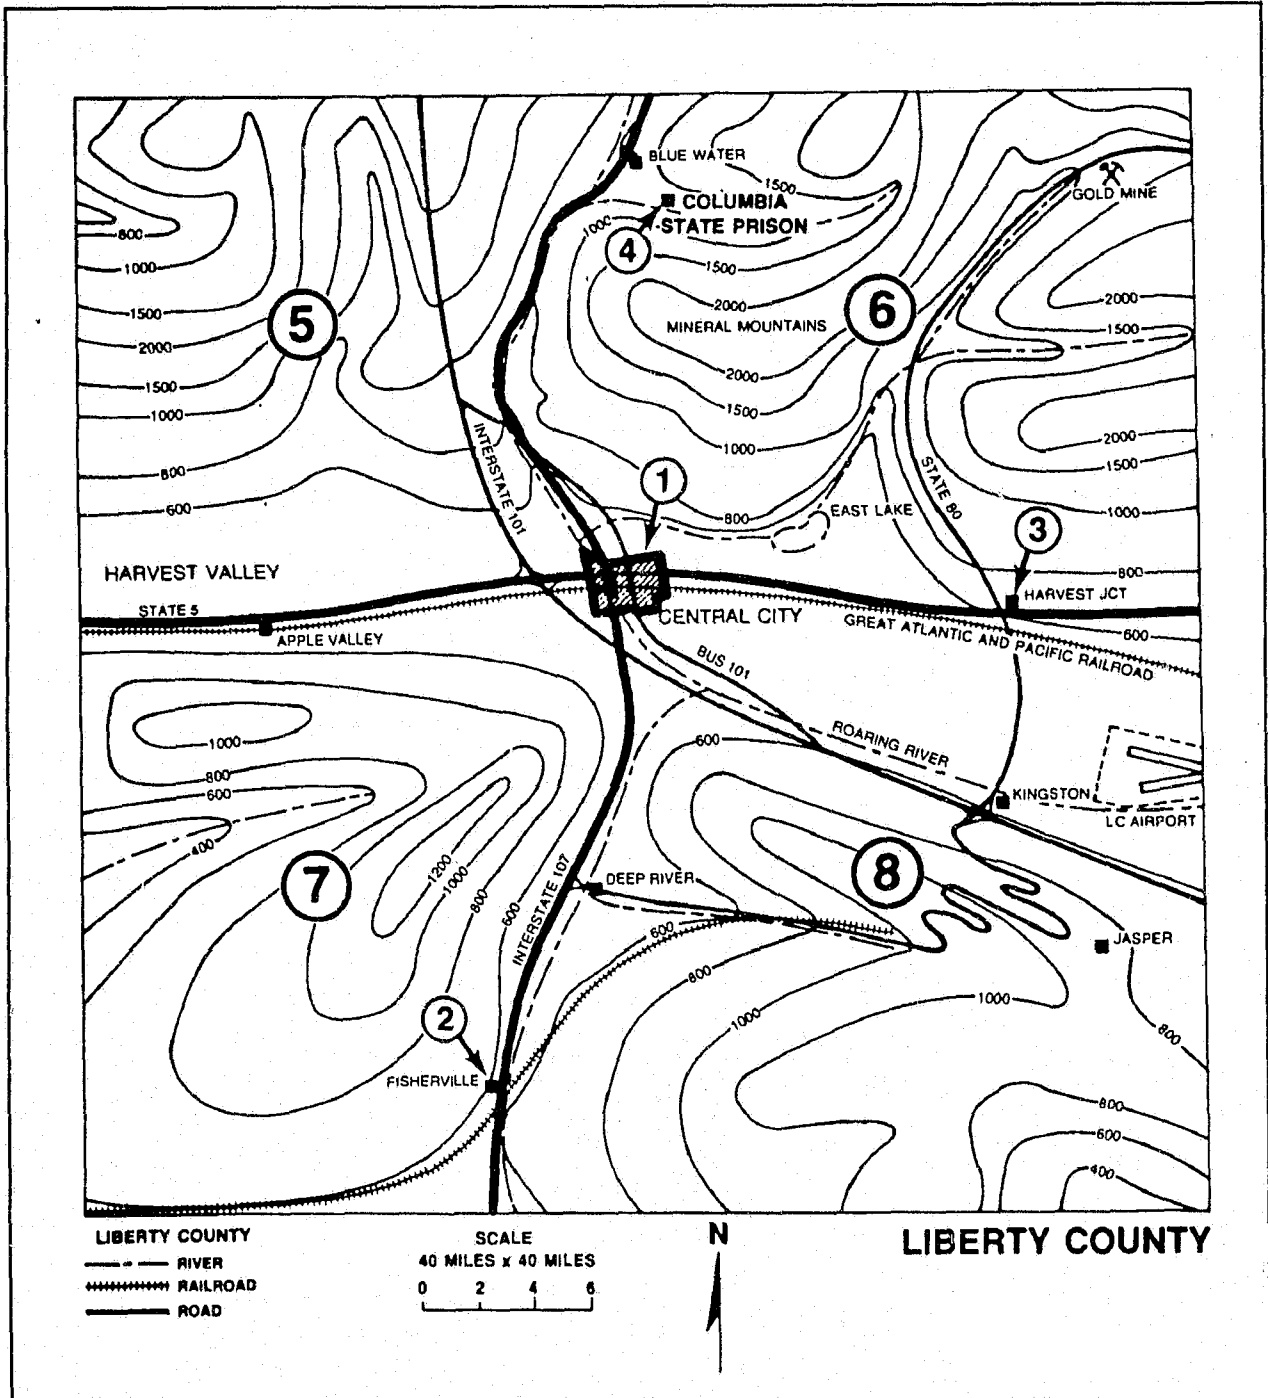 BLUE WATER
1500
GOLD MINE
COLUMBIA
STATE PRISON
1000
800
4
1500
1000
2000
2000
6
1500
5
MINERAL MOUNTAINS
1500
2000
2000
1500
1500
1000
1000
2000
INTERSTATE 101
800
1500
STATE 80
1
600
800
EAST LAKE
1000
3
HARVEST VALLEY
800
HARVEST JCT
STATE 5
CENTRAL CITY
GREAT ATLANTIC AND PACIFIC RAILROAD
600
APPLE VALLEY
BUS 101
1000
600
ROARING RIVER
800
600
KINGSTON
LC AIRPORT
400
1200
1000
800
600
7
8
INTERSTATE 107
DEEP RIVER
600
JASPER
800
1000
1000
2
800
FISHERVILLE
800
600
400
LIBERTY COUNTY
RIVER
RAILROAD
ROAD
SCALE
40 MILES x 40 MILES
0 2 4 6
N
LIBERTY COUNTY